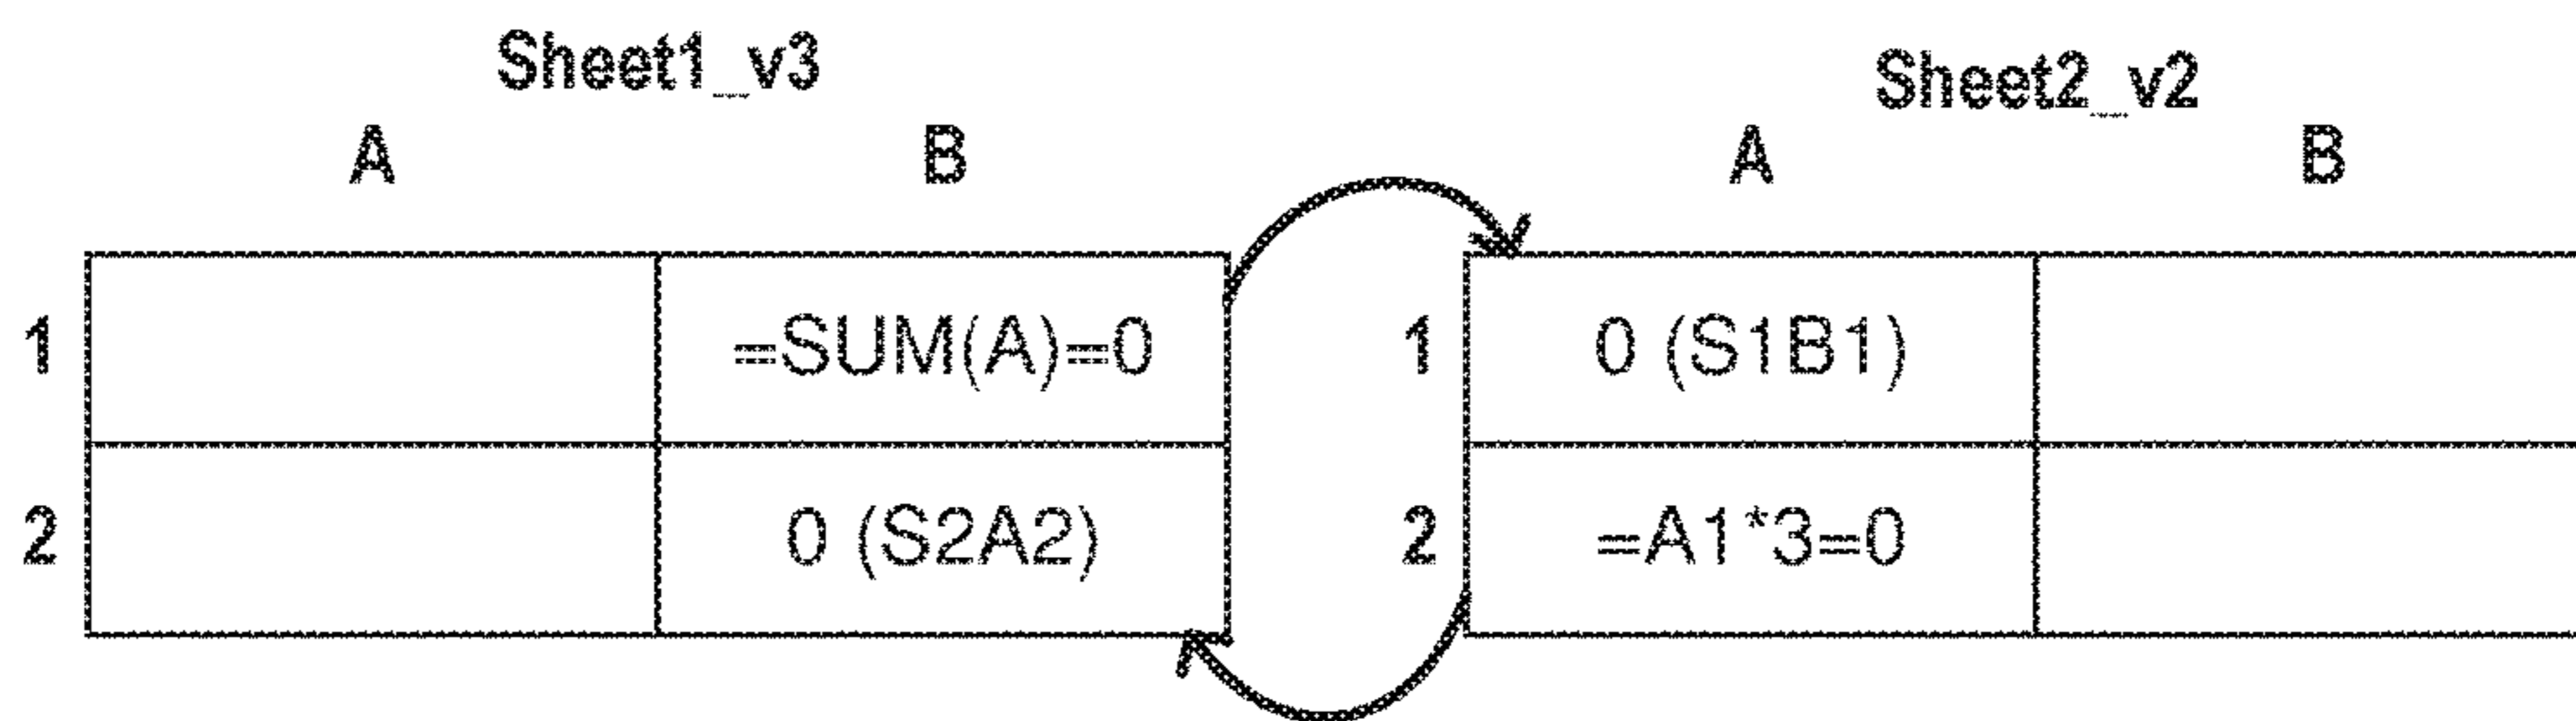 Sheet1_v3 Sheet2_v2
A B A B
1 =SUM(A)=0 1 0 (S1B1)
2 0 (S2A2) 2 =A1*3=0